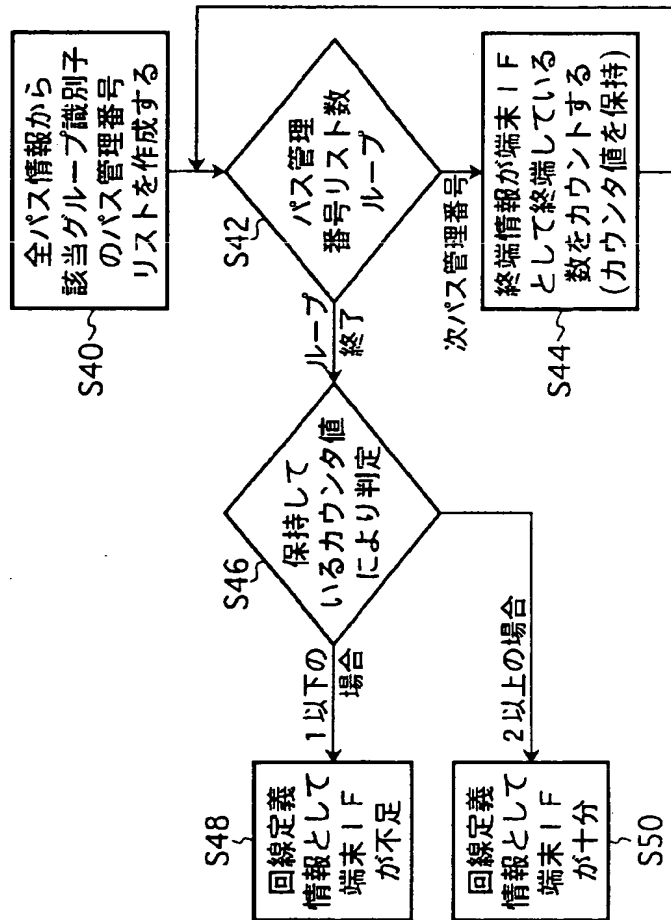 S40
全パス情報から
該当グループ識別子
のパス管理番号
リストを作成する
S42
パス管理
番号リスト数
ループ
次パス管理番号
S44
終端情報が端末IF
として終端している
数をカウントする
(カウンタ値を保持)
ループ
終了
S46
保持して
いるカウンタ値
により判定
1以下の
場合
S48
回線定義
情報として
端末IF
が不足
2以上の場合
S50
回線定義
情報として
端末IF
が十分